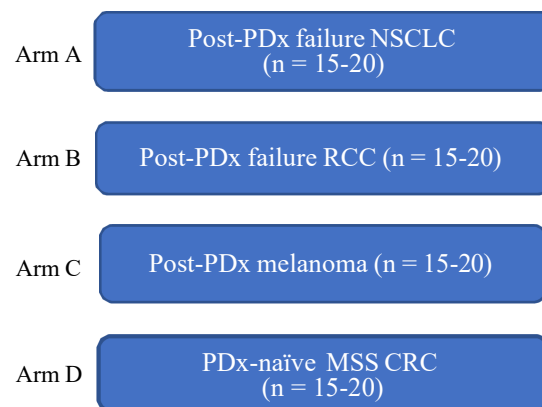 Arm A
Post-PDx failure NSCLC
(n = 15-20)
Arm B
Post-PDx failure RCC (n = 15-20)
Arm C
Post-PDx melanoma (n = 15-20)
Arm D
PDx-naïve MSS CRC
(n = 15-20)